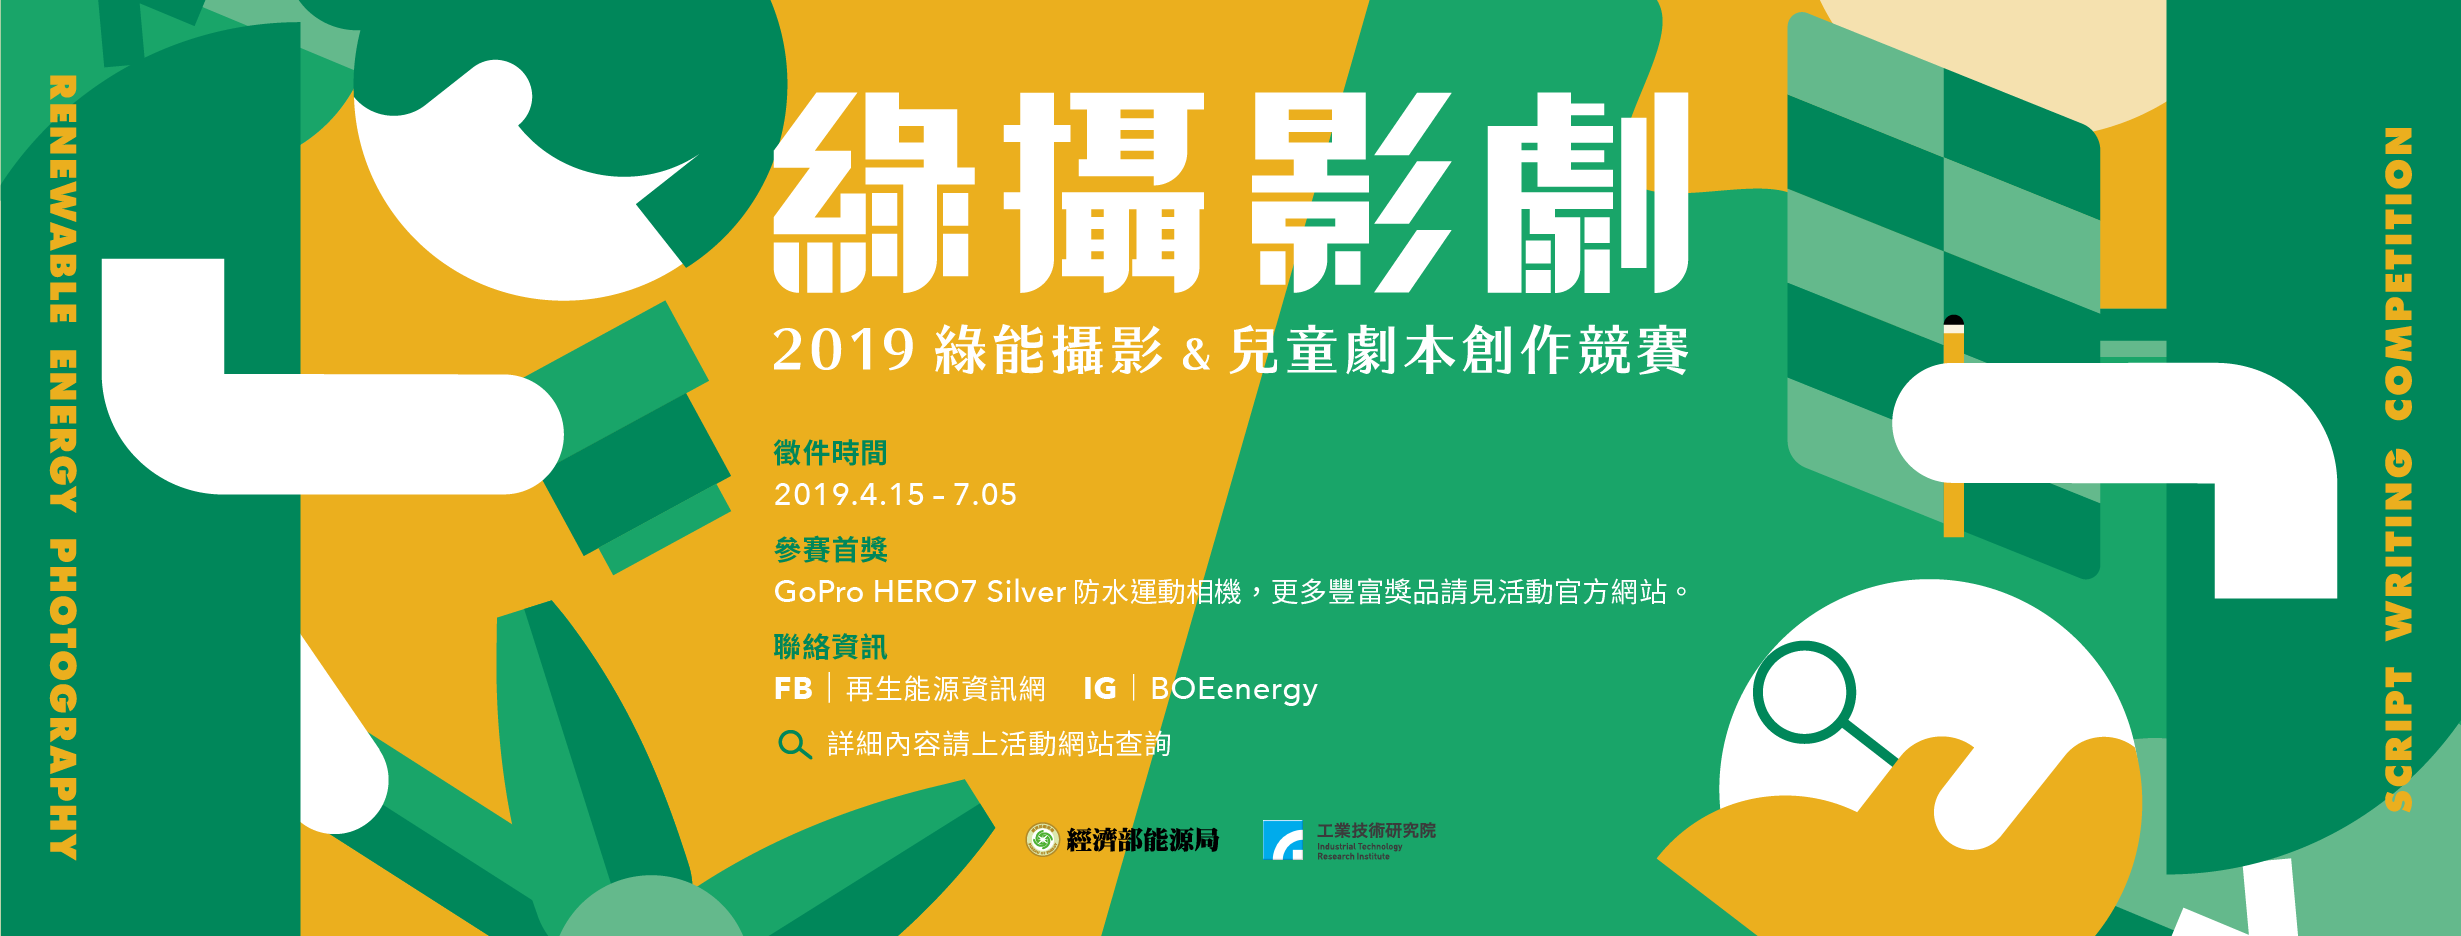 RENEWABLE ENERGY PHOTOGRAPHY
綠攝影劇
2019 綠能攝影 & 兒童劇本創作競賽
徵件時間
2019.4.15 – 7.05
參賽首獎
GoPro HERO7 Silver 防水運動相機，更多豐富獎品請見活動官方網站。
聯絡資訊
FB｜再生能源資訊網 IG｜BOEenergy
詳細內容請上活動網站查詢
經濟部能源局
工業技術研究院
Industrial Technology
Research Institute
SCRIPT WRITING COMPETITION